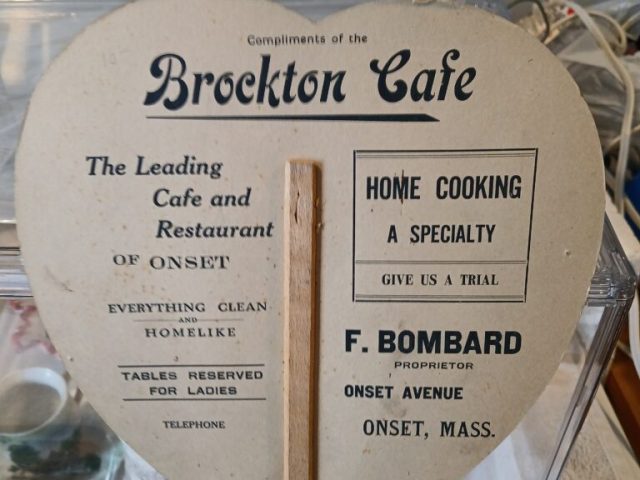 Compliments of the
Brockton Cafe
The Leading
Cafe and
Restaurant
OF ONSET
EVERYTHING CLEAN
AND
HOMELIKE
TABLES RESERVED
FOR LADIES
TELEPHONE
HOME COOKING
A SPECIALTY
GIVE US A TRIAL
F. BOMBARD
PROPRIETOR
ONSET AVENUE
ONSET, MASS.